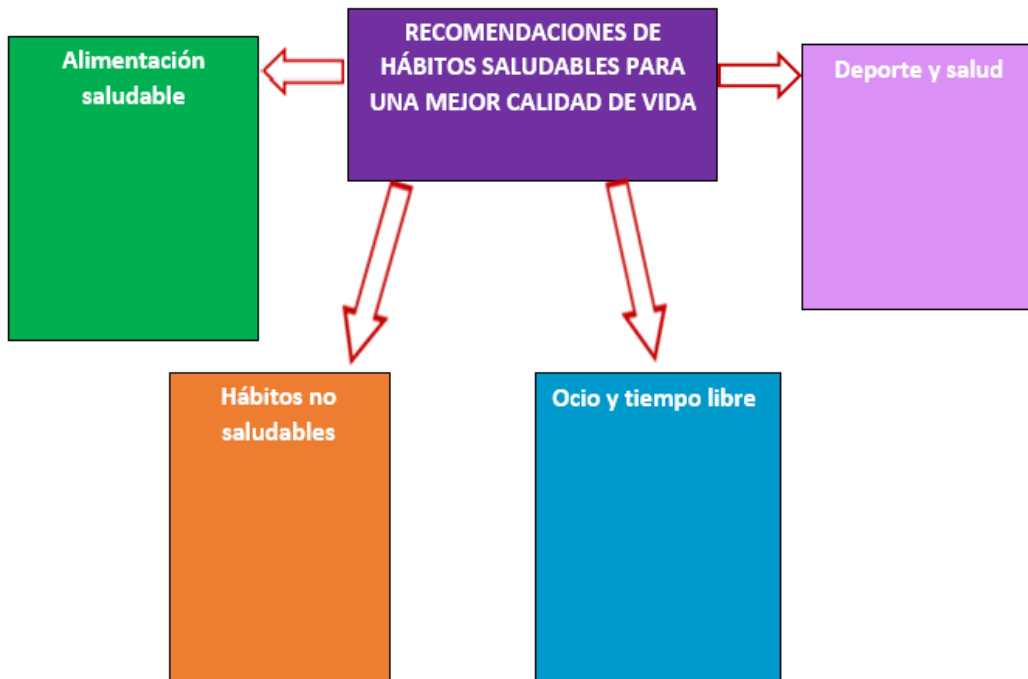 RECOMENDACIONES DE
HÁBITOS SALUDABLES PARA
UNA MEJOR CALIDAD DE VIDA
Alimentación
saludable
Deporte y salud
Hábitos no
saludables
Ocio y tiempo libre